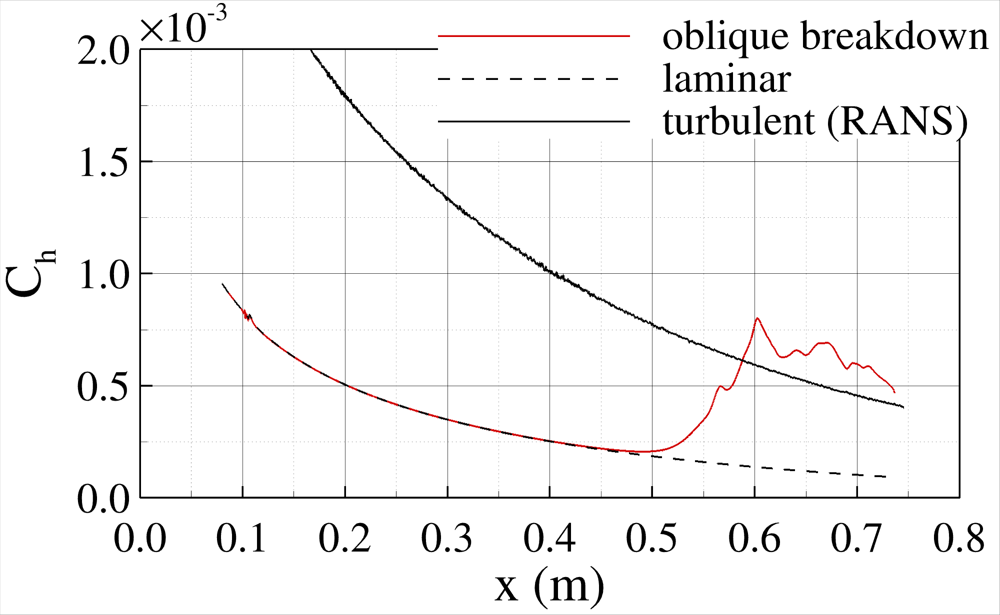 ×10⁻³
oblique breakdown
laminar
turbulent (RANS)
2.0
1.5
1.0
0.5
0.0
C_h
0.0 0.1 0.2 0.3 0.4 0.5 0.6 0.7 0.8
x (m)